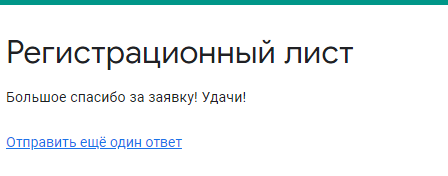 Регистрационный лист
Большое спасибо за заявку! Удачи!
Отправить ещё один ответ